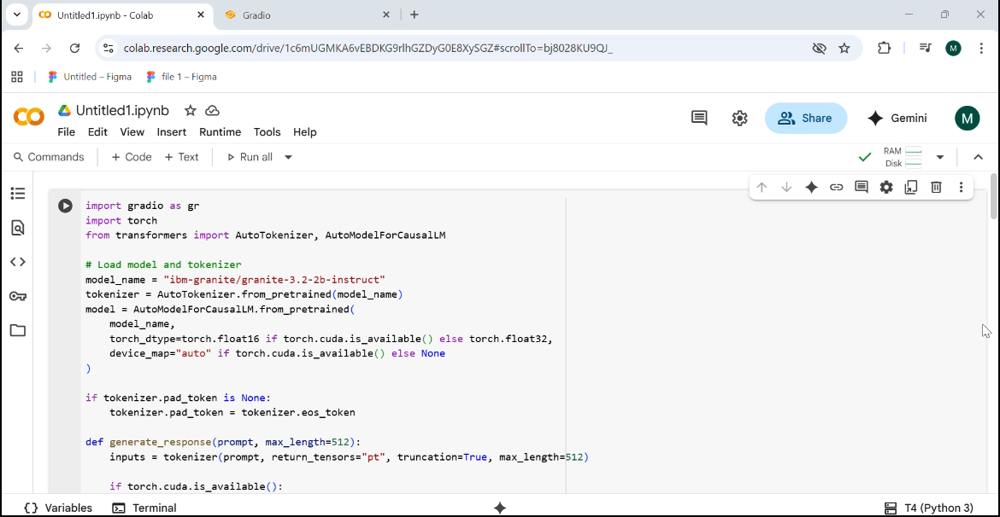 Untitled1.ipynb - Colab
Gradio
colab.research.google.com/drive/1c6mUGMKA6vEBDKG9rlhGZDyG0E8XySGZ#scrollTo=bj8028KU9QJ_
M
Untitled – Figma
file 1 – Figma
Untitled1.ipynb
Share
Gemini
M
File Edit View Insert Runtime Tools Help
Commands + Code + Text Run all
RAM
Disk
import gradio as gr
import torch
from transformers import AutoTokenizer, AutoModelForCausalLM
# Load model and tokenizer
model_name = "ibm-granite/granite-3.2-2b-instruct"
tokenizer = AutoTokenizer.from_pretrained(model_name)
model = AutoModelForCausalLM.from_pretrained(
model_name,
torch_dtype=torch.float16 if torch.cuda.is_available() else torch.float32,
device_map="auto" if torch.cuda.is_available() else None
)
if tokenizer.pad_token is None:
tokenizer.pad_token = tokenizer.eos_token
def generate_response(prompt, max_length=512):
inputs = tokenizer(prompt, return_tensors="pt", truncation=True, max_length=512)
if torch.cuda.is_available():
{} Variables Terminal T4 (Python 3)